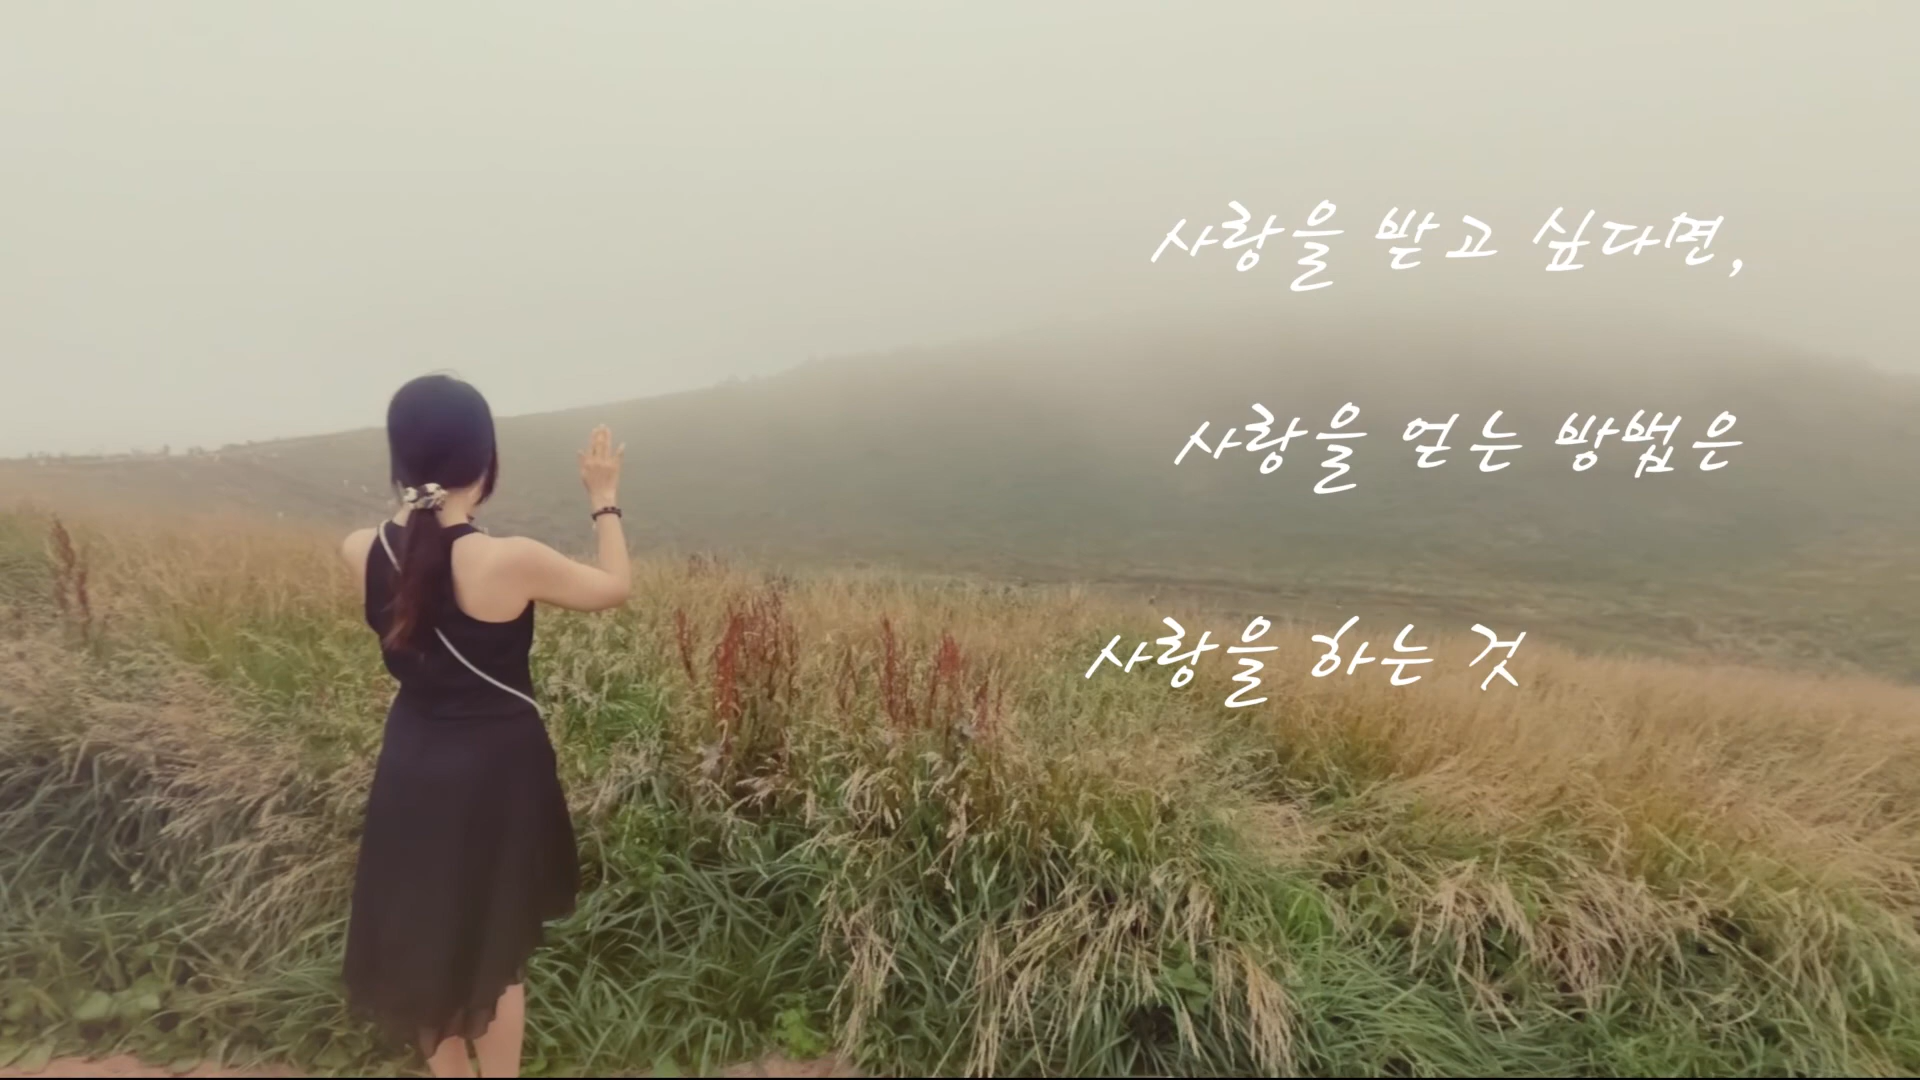 사랑을 받고 싶다면,
사랑을 얻는 방법은
사랑을 하는 것